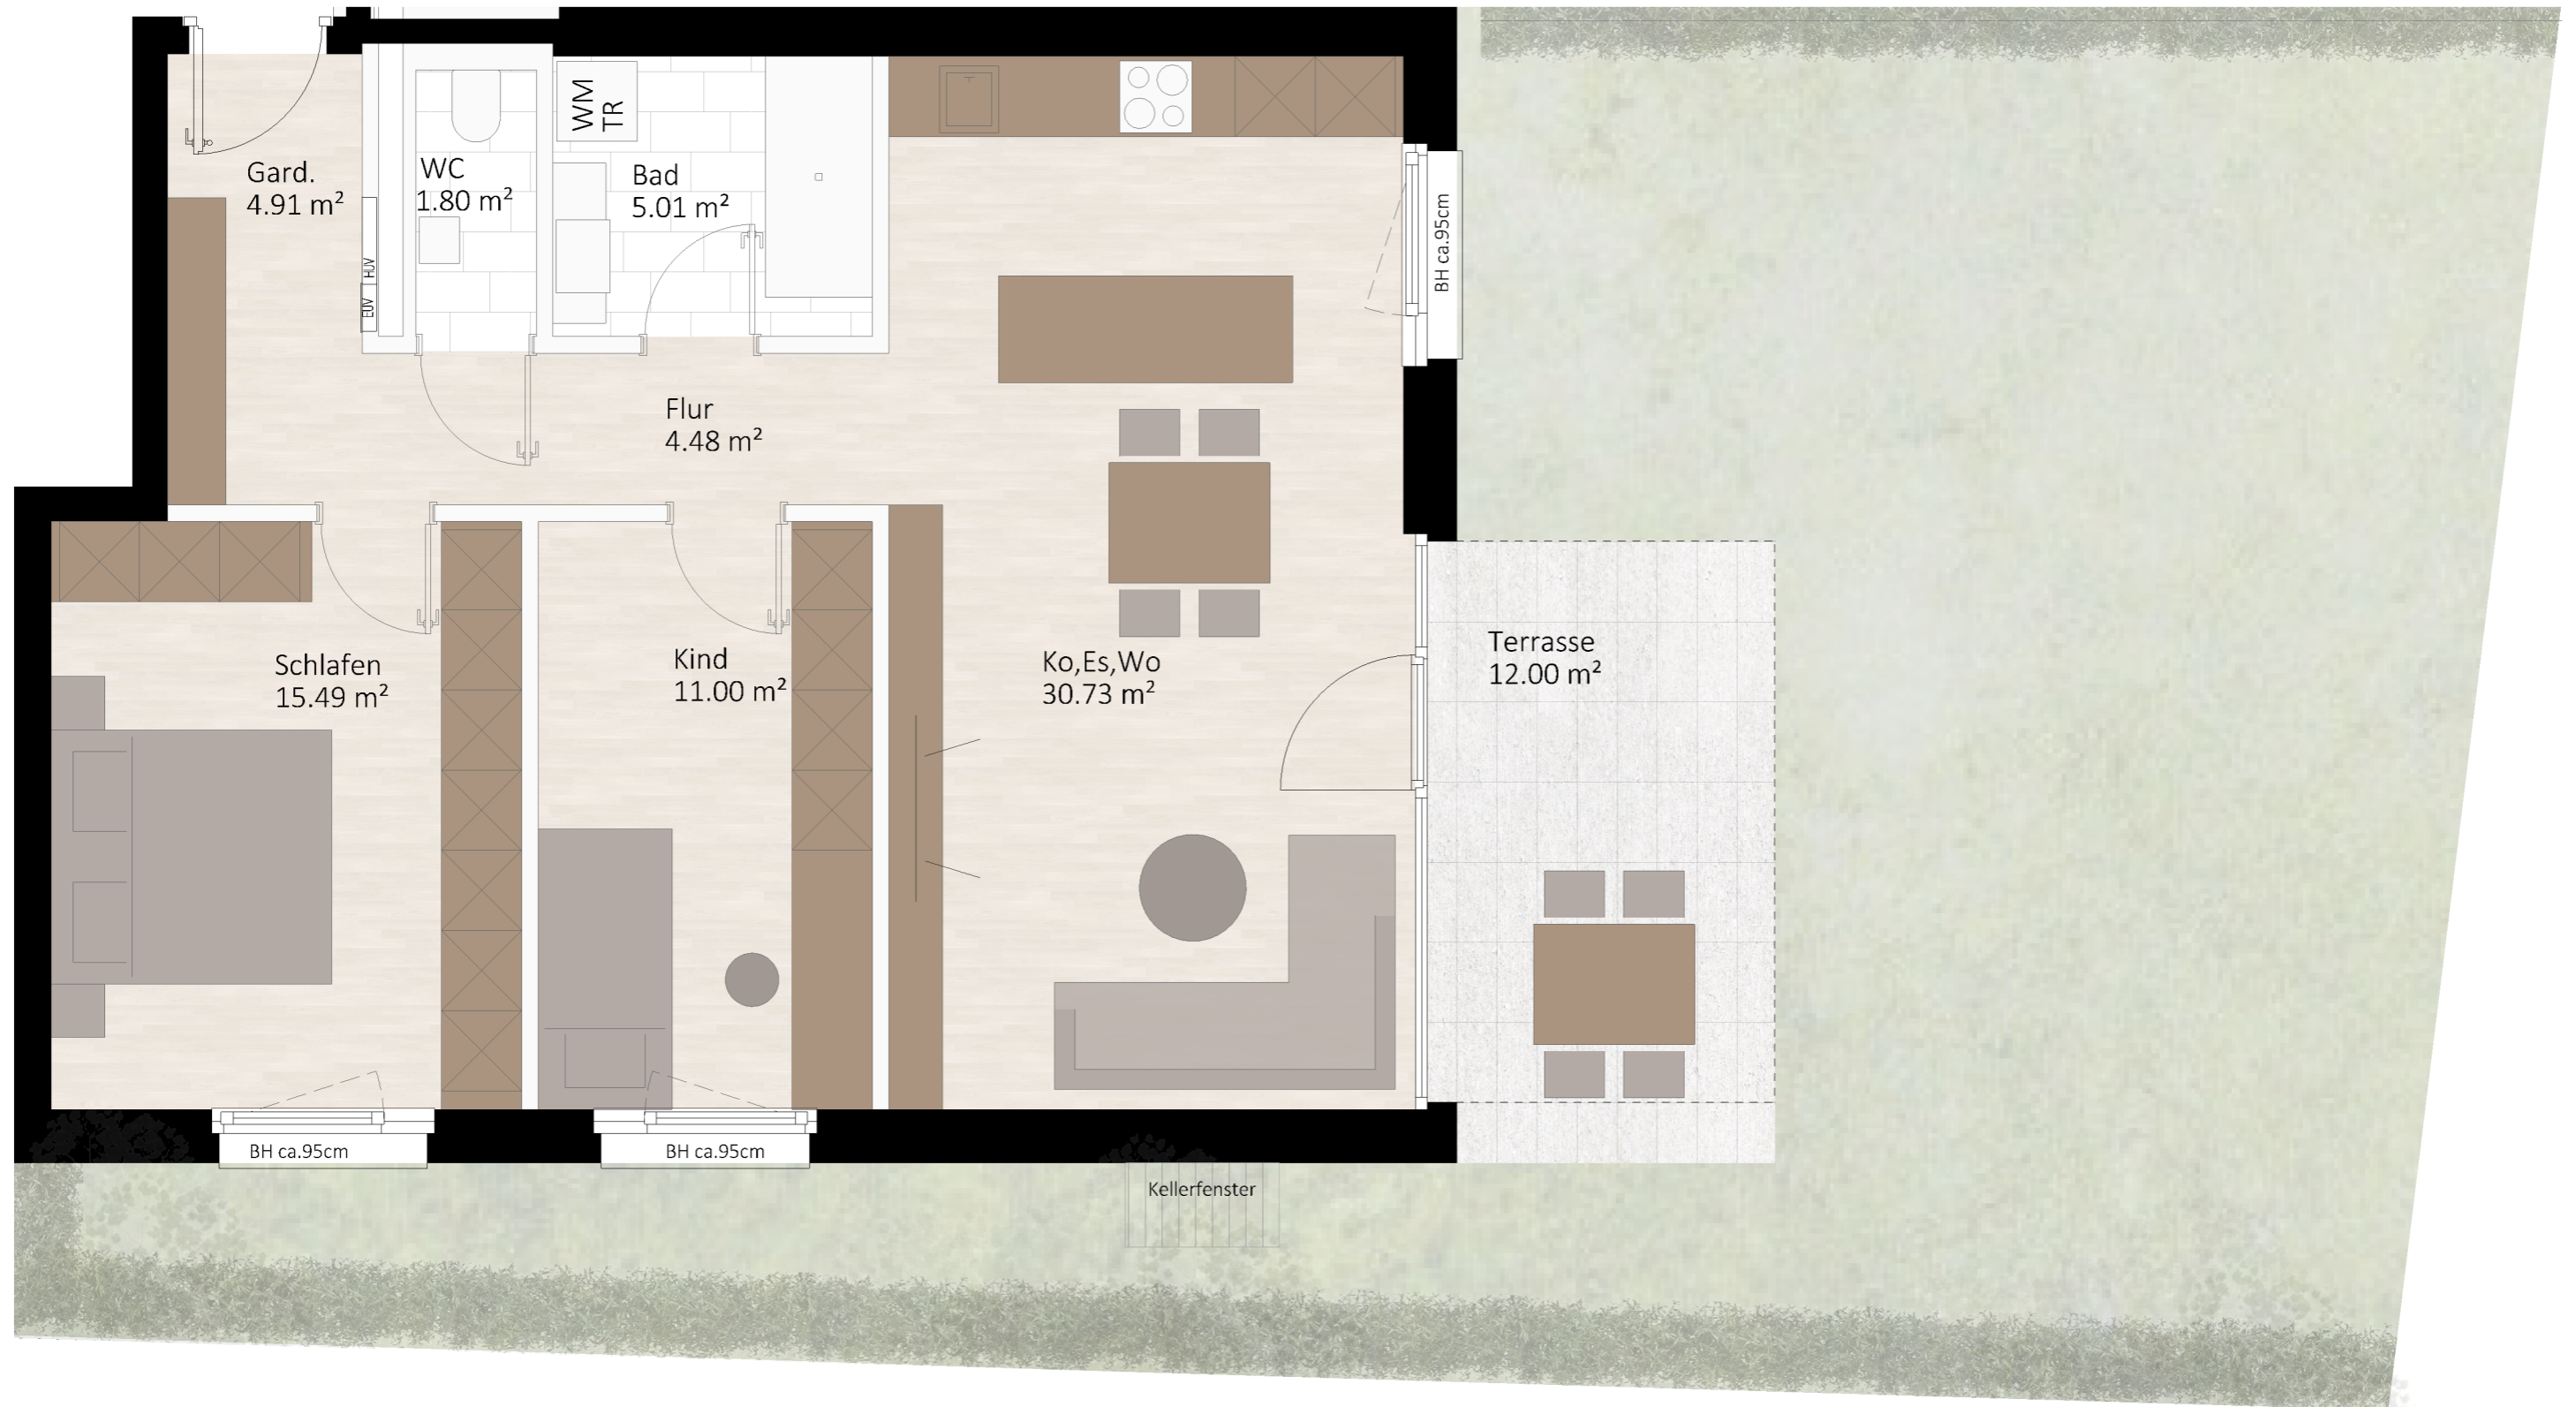 Gard.
4.91 m²
WC
1.80 m²
WM
TR
Bad
5.01 m²
HUV
EUV
BH ca.95cm
Flur
4.48 m²
Schlafen
15.49 m²
Kind
11.00 m²
Ko,Es,Wo
30.73 m²
Terrasse
12.00 m²
BH ca.95cm
BH ca.95cm
Kellerfenster